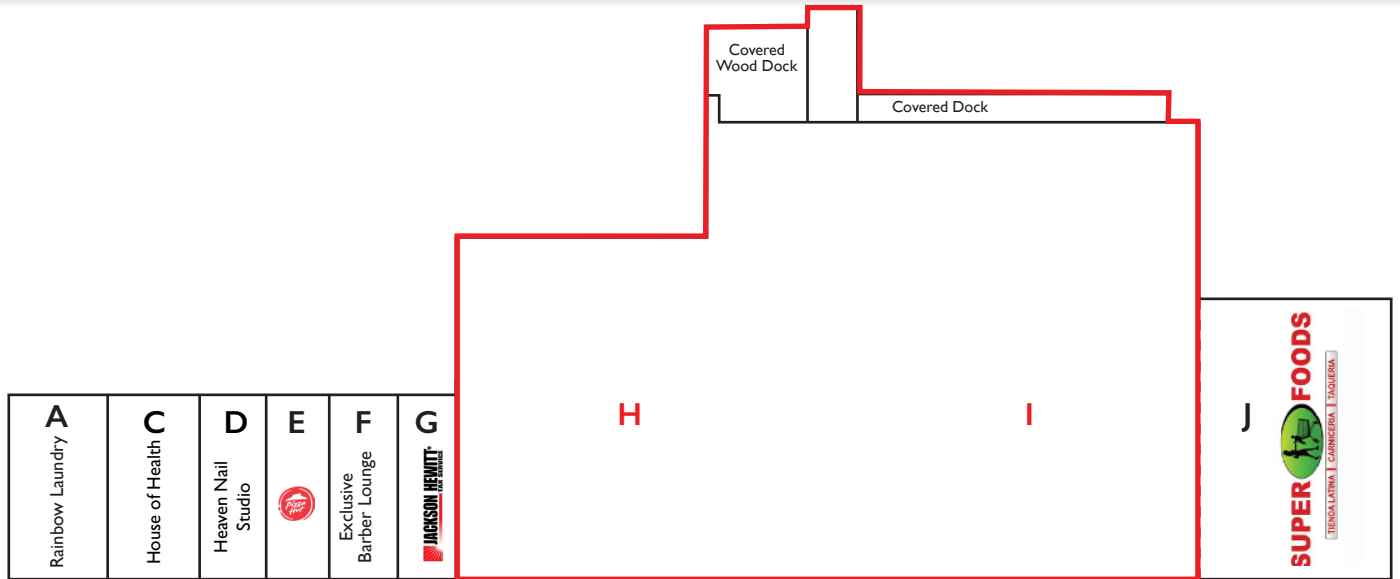 Covered
Wood Dock
Covered Dock
A
Rainbow Laundry
C
House of Health
D
Heaven Nail
Studio
E
Pizza
Hut
F
Exclusive
Barber Lounge
G
JACKSON HEWITT®
TAX SERVICE
H
I
J
SUPER FOODS
TIENDA LATINA | CARNICERIA | TAQUERIA